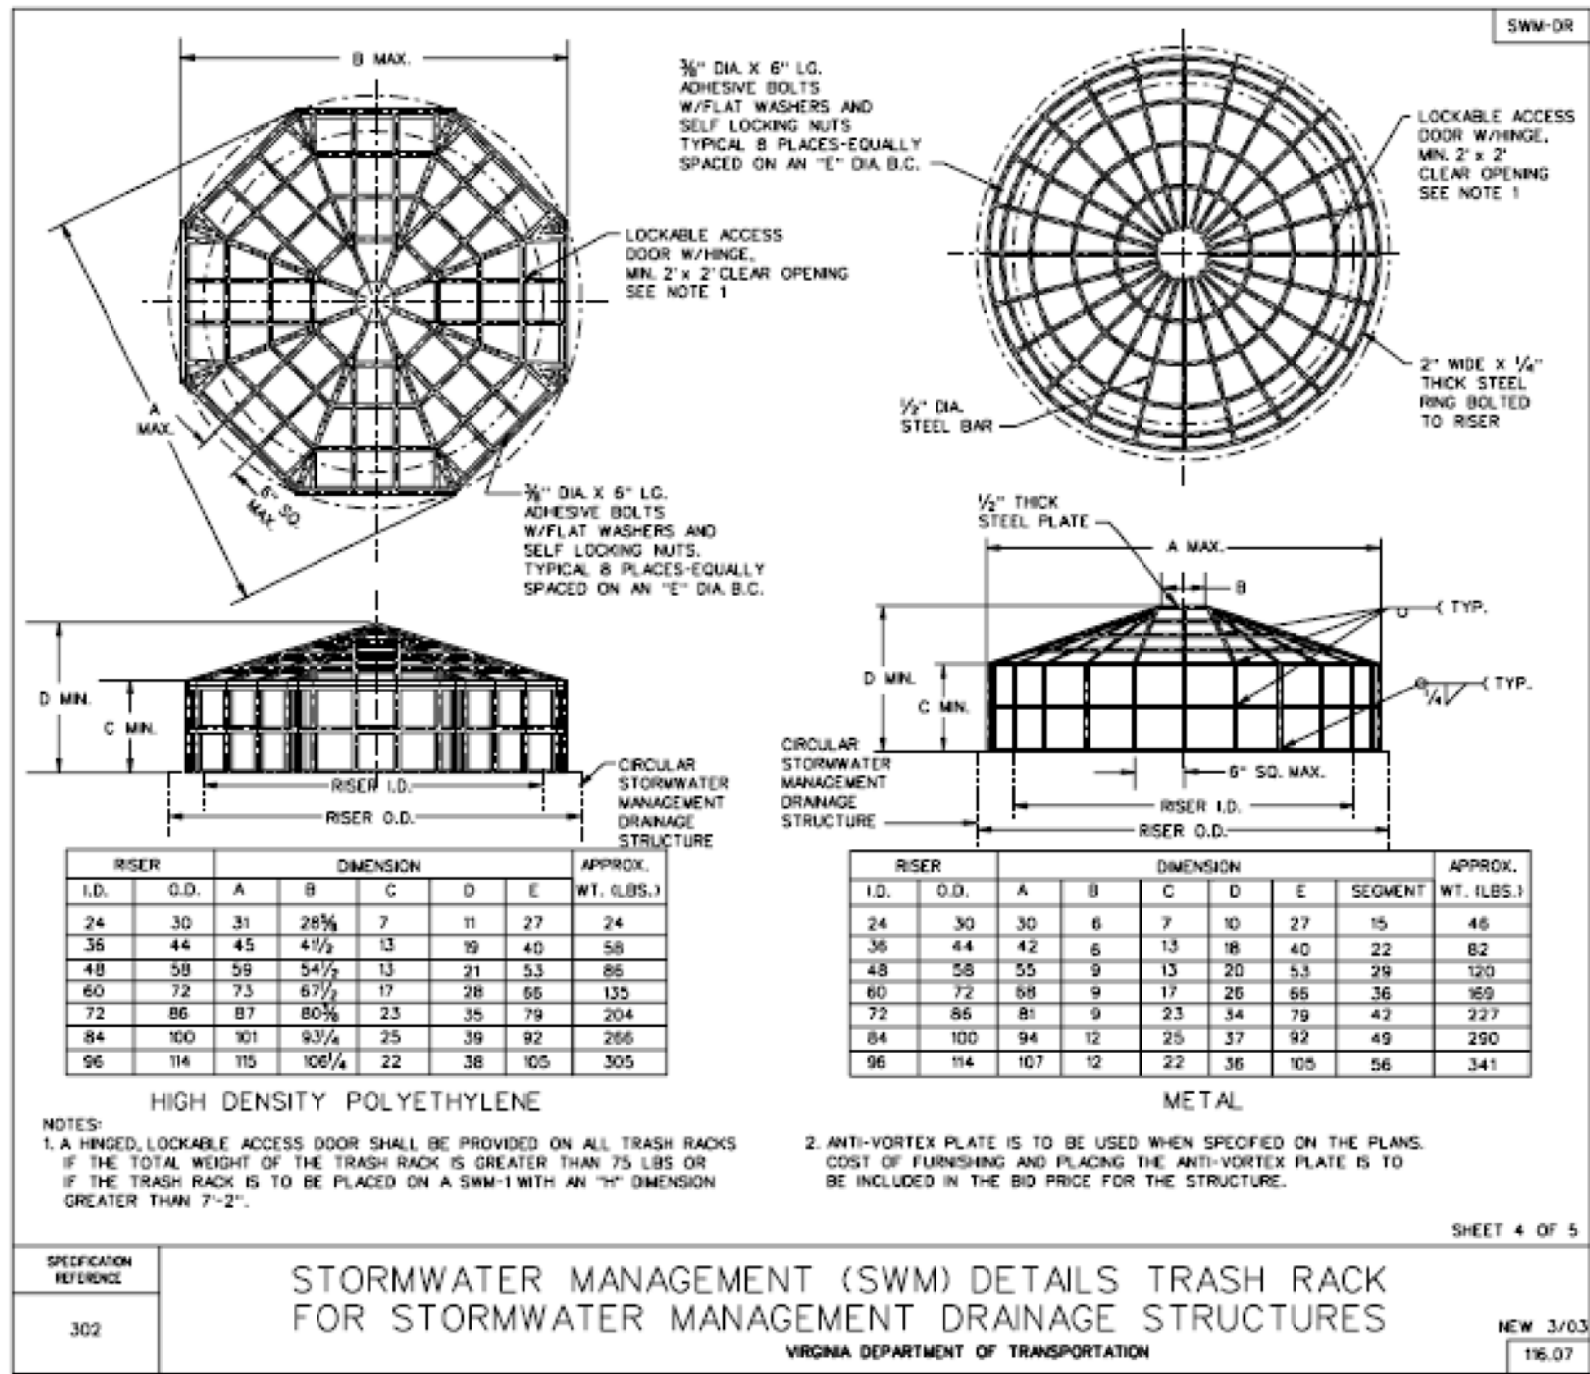 SWM-DR
B MAX.
3/8" DIA. X 6" LG.
ADHESIVE BOLTS
W/FLAT WASHERS AND
SELF LOCKING NUTS
TYPICAL 8 PLACES-EQUALLY
SPACED ON AN "E" DIA. B.C.
LOCKABLE ACCESS
DOOR W/HINGE,
MIN. 2' x 2'
CLEAR OPENING
SEE NOTE 1
LOCKABLE ACCESS
DOOR W/HINGE,
MIN. 2' x 2' CLEAR OPENING
SEE NOTE 1
A
MAX.
6" SQ.
MAX.
2" WIDE X 1/4"
THICK STEEL
RING BOLTED
TO RISER
1/2" DIA.
STEEL BAR
3/8" DIA. X 6" LG.
ADHESIVE BOLTS
W/FLAT WASHERS AND
SELF LOCKING NUTS.
TYPICAL 8 PLACES-EQUALLY
SPACED ON AN "E" DIA. B.C.
1/2" THICK
STEEL PLATE
A MAX.
B
TYP.
D MIN.
C MIN.
1/4
TYP.
D MIN.
C MIN.
RISER I.D.
RISER O.D.
CIRCULAR
STORMWATER
MANAGEMENT
DRAINAGE
STRUCTURE
CIRCULAR
STORMWATER
MANAGEMENT
DRAINAGE
STRUCTURE
6" SQ. MAX.
RISER I.D.
RISER O.D.
RISER DIMENSION APPROX.
I.D. O.D. A B C D E WT. (LBS.)
24 30 31 28 5/8 7 11 27 24
36 44 45 41 1/2 13 19 40 58
48 58 59 54 1/2 13 21 53 86
60 72 73 67 1/2 17 28 66 135
72 86 87 80 3/8 23 35 79 204
84 100 101 93 1/4 25 39 92 266
96 114 115 106 1/4 22 38 105 305
HIGH DENSITY POLYETHYLENE
RISER DIMENSION APPROX.
I.D. O.D. A B C D E SEGMENT WT. (LBS.)
24 30 30 6 7 10 27 15 46
36 44 42 6 13 18 40 22 82
48 58 55 9 13 20 53 29 120
60 72 68 9 17 26 66 36 169
72 86 81 9 23 34 79 42 227
84 100 94 12 25 37 92 49 290
96 114 107 12 22 36 105 56 341
METAL
NOTES:
1. A HINGED, LOCKABLE ACCESS DOOR SHALL BE PROVIDED ON ALL TRASH RACKS
IF THE TOTAL WEIGHT OF THE TRASH RACK IS GREATER THAN 75 LBS OR
IF THE TRASH RACK IS TO BE PLACED ON A SWM-1 WITH AN "H" DIMENSION
GREATER THAN 7'-2".
2. ANTI-VORTEX PLATE IS TO BE USED WHEN SPECIFIED ON THE PLANS.
COST OF FURNISHING AND PLACING THE ANTI-VORTEX PLATE IS TO
BE INCLUDED IN THE BID PRICE FOR THE STRUCTURE.
SHEET 4 OF 5
SPECIFICATION
REFERENCE
302
STORMWATER MANAGEMENT (SWM) DETAILS TRASH RACK
FOR STORMWATER MANAGEMENT DRAINAGE STRUCTURES
VIRGINIA DEPARTMENT OF TRANSPORTATION
NEW 3/03
116.07